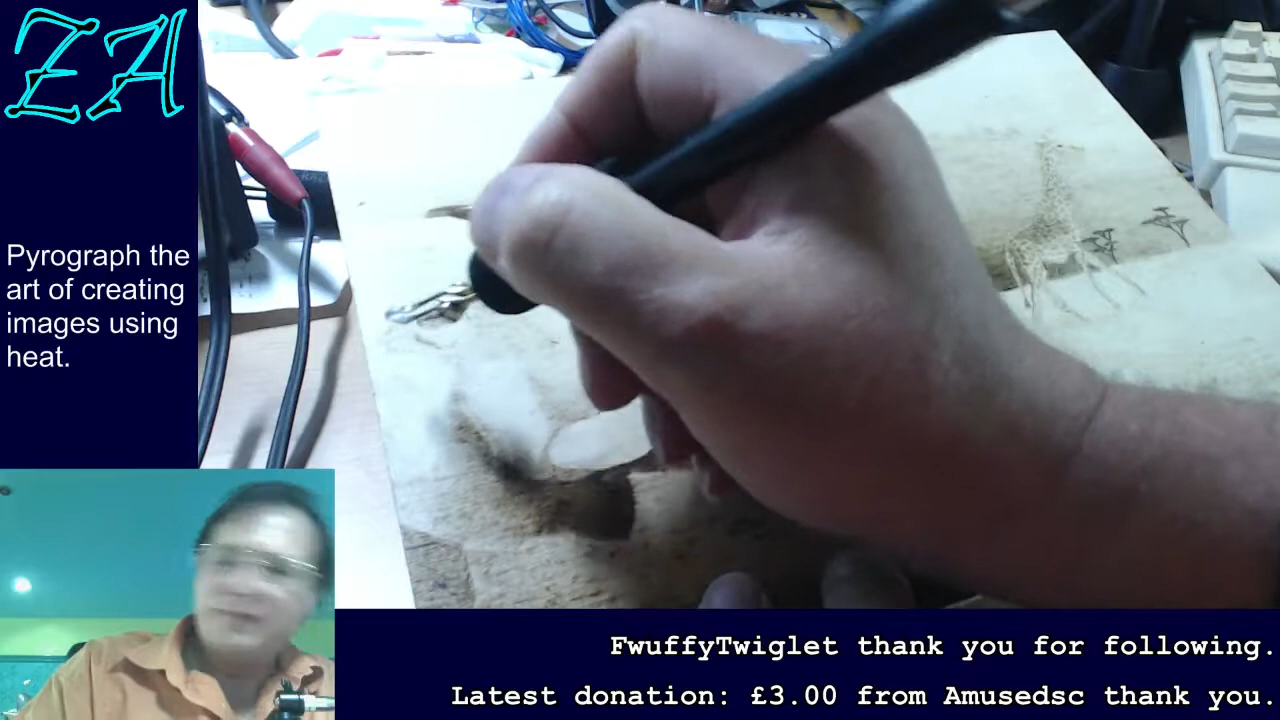 ZA
Pyrograph the
art of creating
images using
heat.
FwuffyTwiglet thank you for following.
Latest donation: £3.00 from Amusedsc thank you.